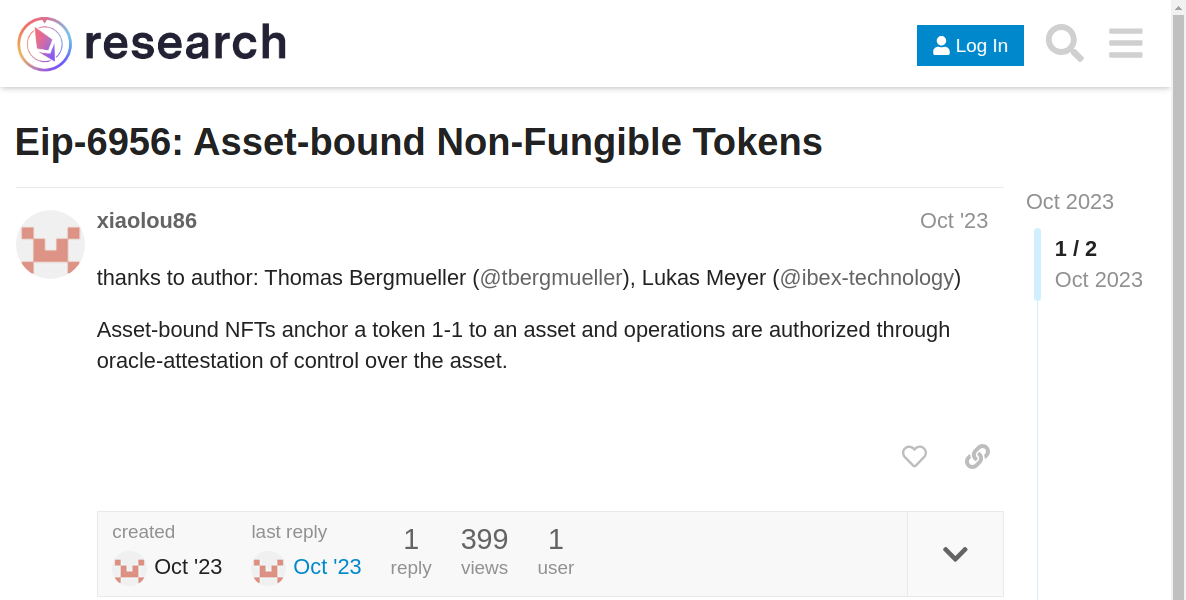 research
Log In
Eip-6956: Asset-bound Non-Fungible Tokens
xiaolou86
Oct '23
thanks to author: Thomas Bergmueller (@tbergmueller), Lukas Meyer (@ibex-technology)
Asset-bound NFTs anchor a token 1-1 to an asset and operations are authorized through
oracle-attestation of control over the asset.
Oct 2023
1 / 2
Oct 2023
created
Oct '23
last reply
Oct '23
1
reply
399
views
1
user